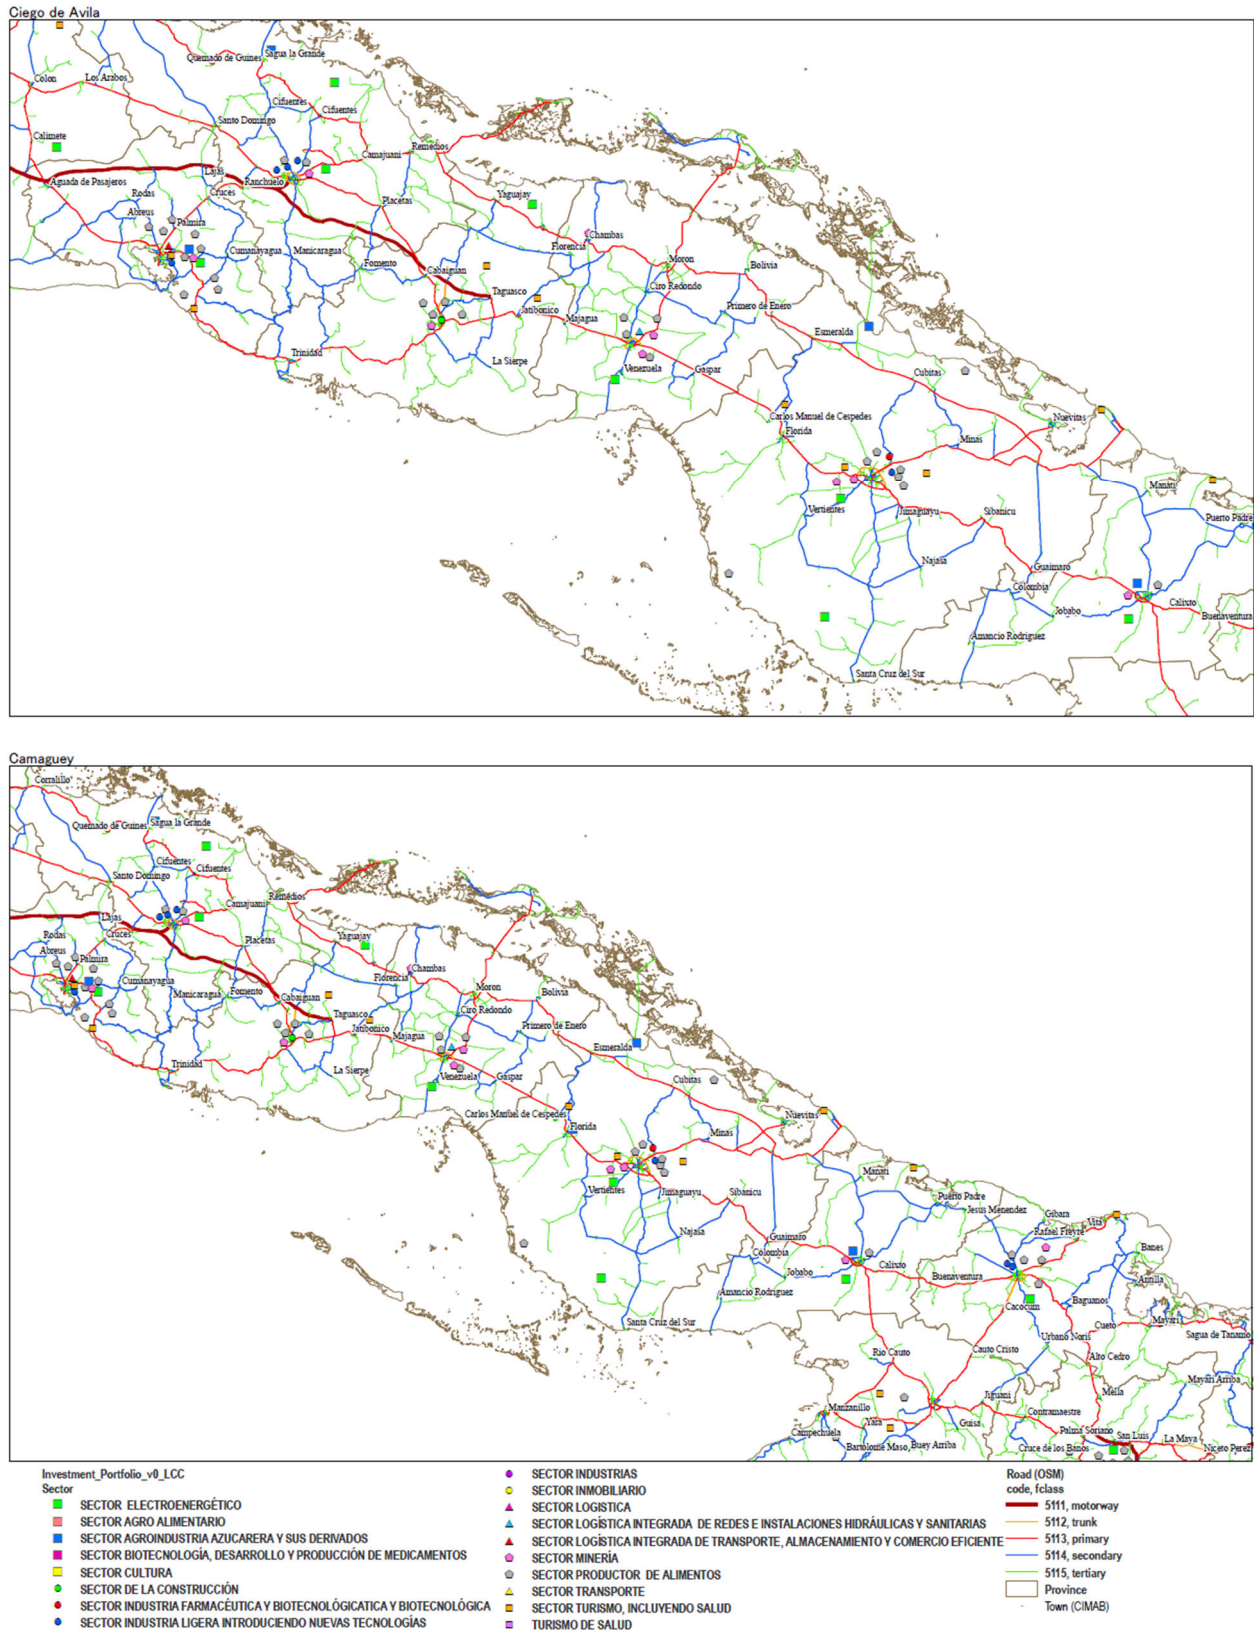 Ciego de Avila
Quemado de Guines
Sagua la Grande
Colon
Los Arabos
Cifuentes
Cifuentes
Santo Domingo
Calimete
Remedios
Camajuani
Lajas
Ranchuelo
Aguada de Pasajeros
Rodas
Cruces
Placetas
Yaguajay
Abreus
Palmira
Chambas
Florencia
Cumanayagua
Manicaragua
Fomento
Cabaiguan
Moron
Bolivia
Taguasco
Ciro Redondo
Jatibonico
Majagua
Primero de Enero
Esmeralda
Trinidad
La Sierpe
Venezuela
Gaspar
Cubitas
Carlos Manuel de Cespedes
Nuevitas
Florida
Minas
Manati
Vertientes
Jimaguayu
Sibanicu
Puerto Padre
Najasa
Guaimaro
Colombia
Jobabo
Calixto
Buenaventura
Amancio Rodriguez
Santa Cruz del Sur
Camaguey
Corralillo
Quemado de Guines
Sagua la Grande
Cifuentes
Cifuentes
Santo Domingo
Remedios
Camajuani
Lajas
Rodas
Cruces
Placetas
Yaguajay
Abreus
Palmira
Chambas
Florencia
Cumanayagua
Manicaragua
Fomento
Cabaiguan
Moron
Bolivia
Taguasco
Ciro Redondo
Jatibonico
Majagua
Primero de Enero
Esmeralda
Trinidad
La Sierpe
Venezuela
Gaspar
Cubitas
Carlos Manuel de Cespedes
Nuevitas
Florida
Minas
Manati
Vertientes
Jimaguayu
Sibanicu
Puerto Padre
Jesus Menendez
Gibara
Vita
Rafael Freyre
Najasa
Guaimaro
Colombia
Jobabo
Calixto
Buenaventura
Banes
Antilla
Amancio Rodriguez
Cacocum
Baguanos
Cueto
Mayari
Santa Cruz del Sur
Urbano Noris
Sagua de Tanamo
Rio Cauto
Cauto Cristo
Alto Cedro
Mayari Arriba
Jiguani
Mella
Manzanillo
Yara
Guisa
Contramaestre
Campechuela
Bartolome Maso
Buey Arriba
Palma Soriano
San Luis
La Maya
Cruce de los Banos
Niceto Perez
Investment_Portfolio_v0_LCC
Sector
SECTOR ELECTROENERGÉTICO
SECTOR AGRO ALIMENTARIO
SECTOR AGROINDUSTRIA AZUCARERA Y SUS DERIVADOS
SECTOR BIOTECNOLOGÍA, DESARROLLO Y PRODUCCIÓN DE MEDICAMENTOS
SECTOR CULTURA
SECTOR DE LA CONSTRUCCIÓN
SECTOR INDUSTRIA FARMACÉUTICA Y BIOTECNOLÓGICATICA Y BIOTECNOLÓGICA
SECTOR INDUSTRIA LIGERA INTRODUCIENDO NUEVAS TECNOLOGÍAS
SECTOR INDUSTRIAS
SECTOR INMOBILIARIO
SECTOR LOGISTICA
SECTOR LOGÍSTICA INTEGRADA DE REDES E INSTALACIONES HIDRÁULICAS Y SANITARIAS
SECTOR LOGÍSTICA INTEGRADA DE TRANSPORTE, ALMACENAMIENTO Y COMERCIO EFICIENTE
SECTOR MINERÍA
SECTOR PRODUCTOR DE ALIMENTOS
SECTOR TRANSPORTE
SECTOR TURISMO, INCLUYENDO SALUD
TURISMO DE SALUD
Road (OSM)
code, fclass
5111, motorway
5112, trunk
5113, primary
5114, secondary
5115, tertiary
Province
Town (CIMAB)